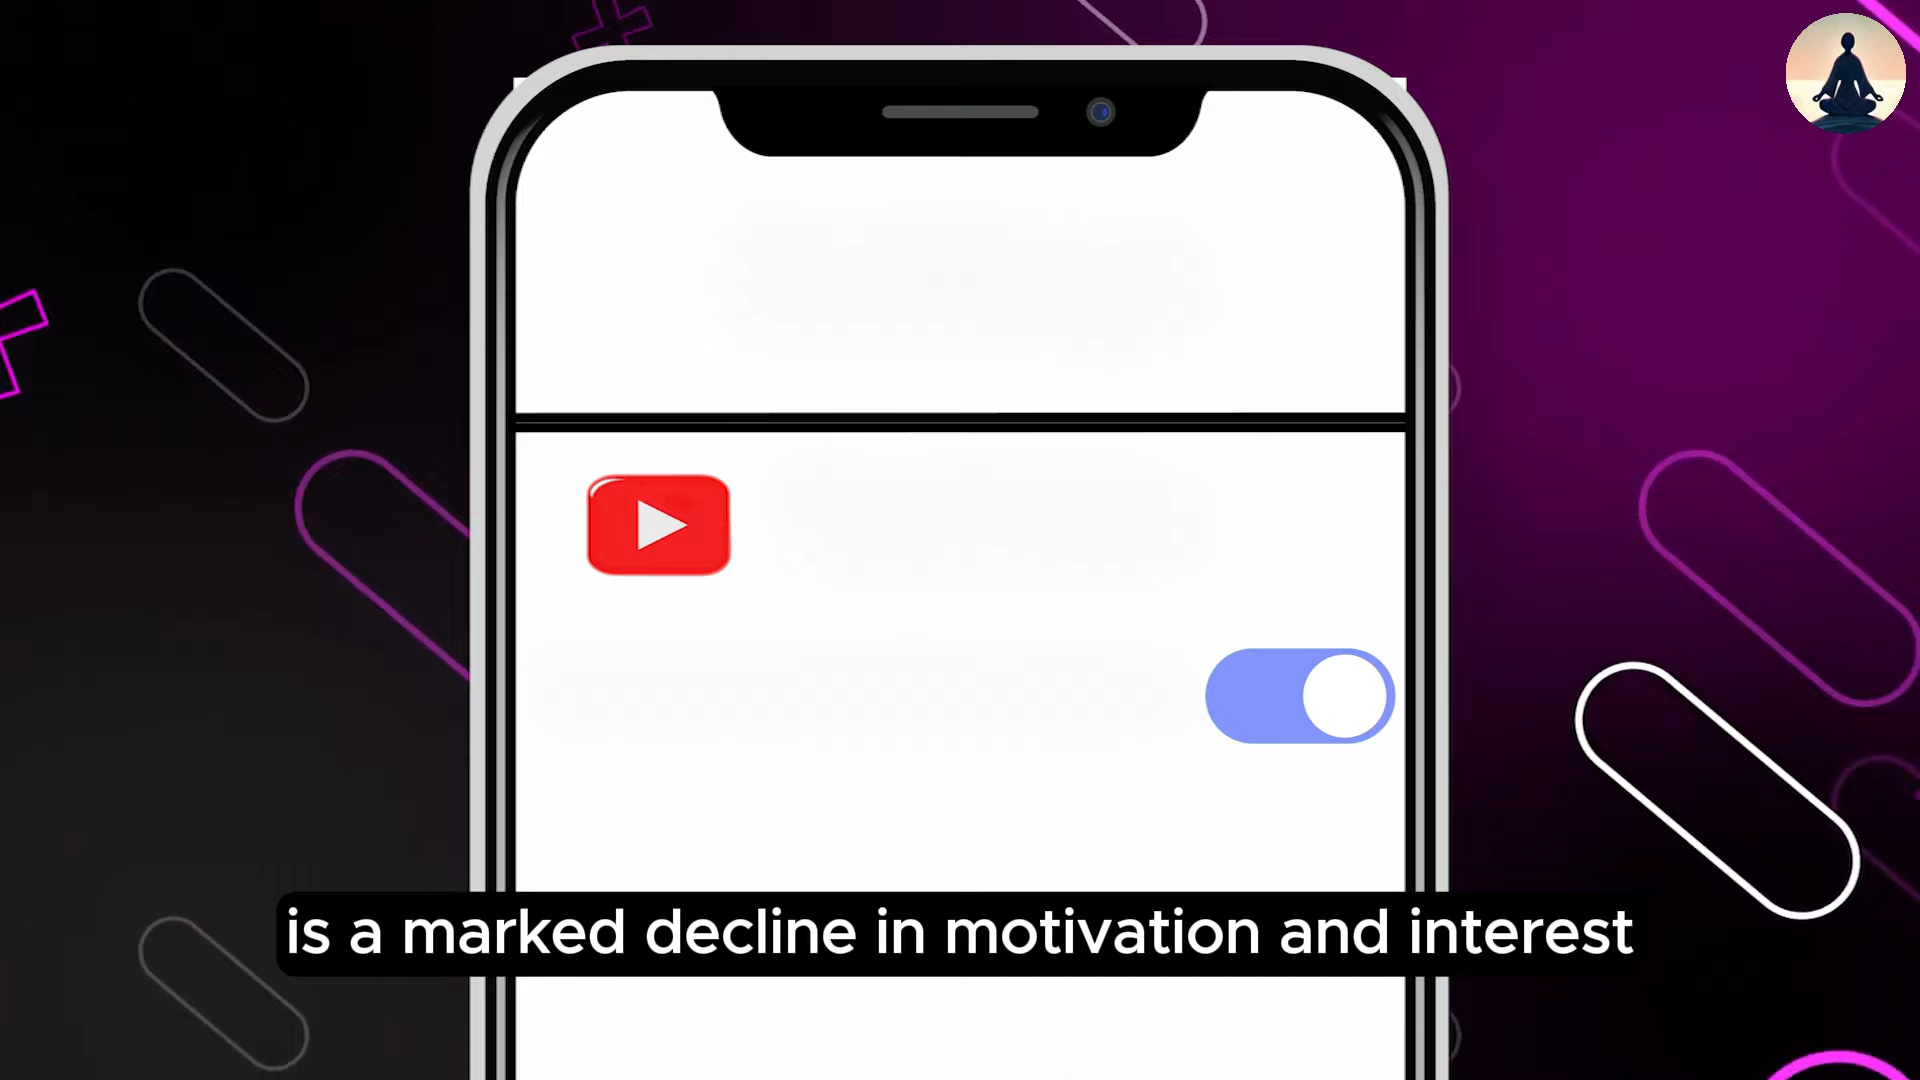 is a marked decline in motivation and interest